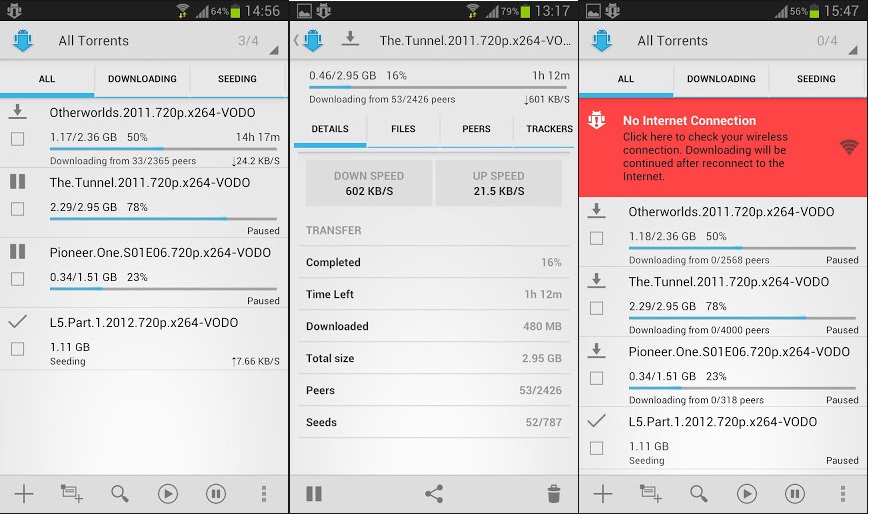 64% 14:56
All Torrents 3/4
ALL DOWNLOADING SEEDING
Otherworlds.2011.720p.x264-VODO
1.17/2.36 GB 50% 14h 17m
Downloading from 33/2365 peers ↓24.2 KB/S
The.Tunnel.2011.720p.x264-VODO
2.29/2.95 GB 78%
Paused
Pioneer.One.S01E06.720p.x264-VODO
0.34/1.51 GB 23%
Paused
L5.Part.1.2012.720p.x264-VODO
1.11 GB
Seeding ↑7.66 KB/S
79% 13:17
The.Tunnel.2011.720p.x264-VO...
0.46/2.95 GB 16% 1h 12m
Downloading from 53/2426 peers ↓601 KB/S
DETAILS FILES PEERS TRACKERS
DOWN SPEED UP SPEED
602 KB/S 21.5 KB/S
TRANSFER
Completed 16%
Time Left 1h 12m
Downloaded 480 MB
Total size 2.95 GB
Peers 53/2426
Seeds 52/787
56% 15:47
All Torrents 0/4
ALL DOWNLOADING SEEDING
No Internet Connection
Click here to check your wireless
connection. Downloading will be
continued after reconnect to the
Internet.
Otherworlds.2011.720p.x264-VODO
1.18/2.36 GB 50%
Downloading from 0/2568 peers Paused
The.Tunnel.2011.720p.x264-VODO
2.29/2.95 GB 78%
Downloading from 0/4000 peers Paused
Pioneer.One.S01E06.720p.x264-VODO
0.34/1.51 GB 23%
Downloading from 0/318 peers Paused
L5.Part.1.2012.720p.x264-VODO
1.11 GB
Seeding Paused